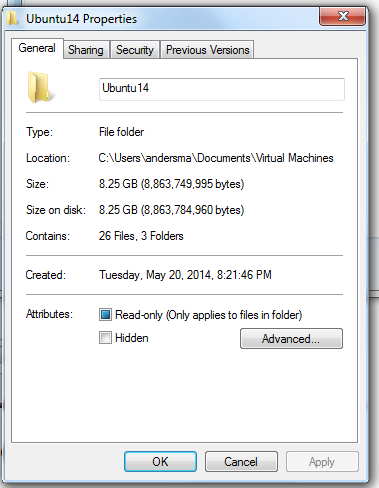 Ubuntu14 Properties
General Sharing Security Previous Versions
Ubuntu14
Type: File folder
Location: C:\Users\andersma\Documents\Virtual Machines
Size: 8.25 GB (8,863,749,995 bytes)
Size on disk: 8.25 GB (8,863,784,960 bytes)
Contains: 26 Files, 3 Folders
Created: Tuesday, May 20, 2014, 8:21:46 PM
Attributes: Read-only (Only applies to files in folder)
Hidden Advanced...
OK Cancel Apply